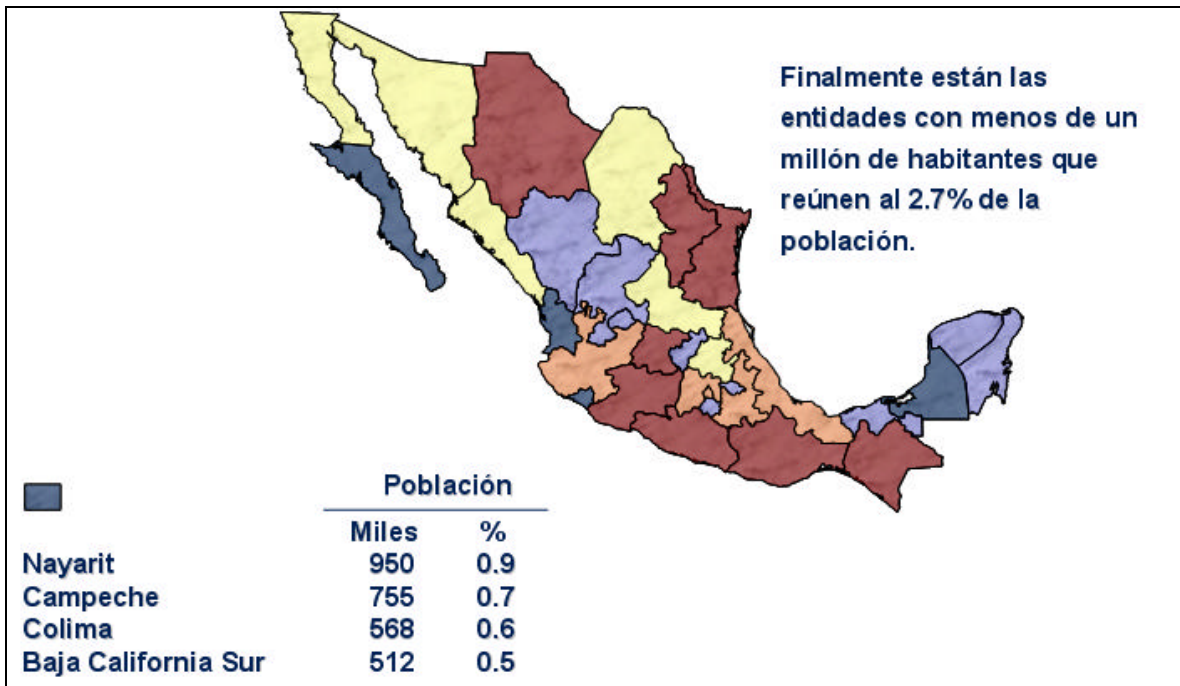 Finalmente están las
entidades con menos de un
millón de habitantes que
reúnen al 2.7% de la
población.
Población
Miles %
Nayarit 950 0.9
Campeche 755 0.7
Colima 568 0.6
Baja California Sur 512 0.5